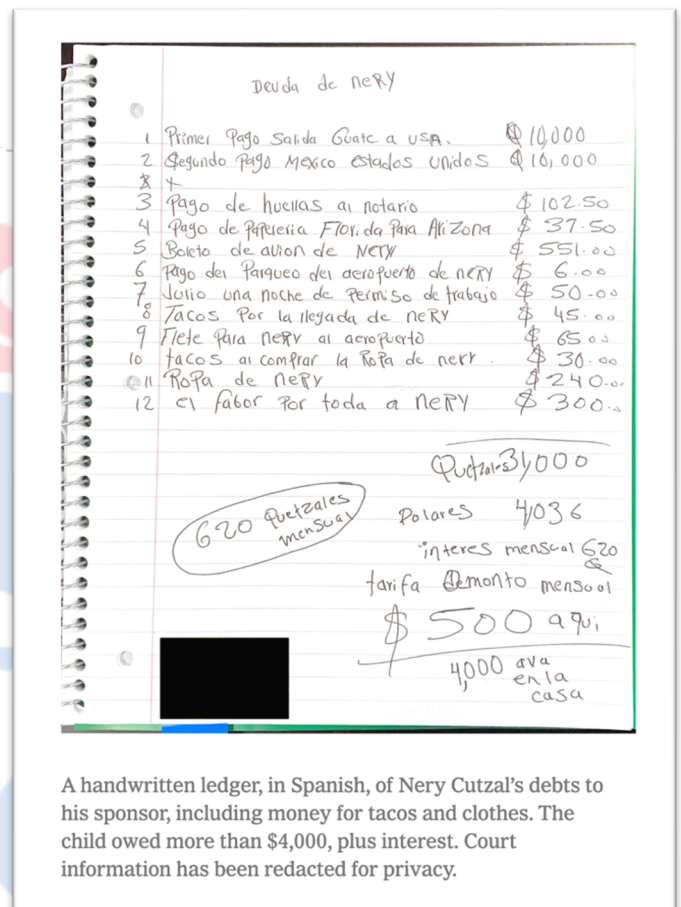 Deuda de neRY
1 Primer Pago Salida Guate a USA. Q 10,000
2 Segundo Pago Mexico estados unidos Q 10,000
3 Pago de huellas al notario $ 102.50
4 Pago de Papeleria Florida Para Arizona $ 37.50
5 Boleto de avion de NERY $ 551.00
6 Pago del Parqueo del aeropuerto de neRY $ 6.00
7 Julio una noche de Permiso de trabajo $ 50.00
8 Tacos Por la llegada de neRY $ 45.00
9 Flete Para neRY al aeropuerto $ 65.00
10 tacos al comprar la RoPa de nery. $ 30.00
11 RoPa de neRY $ 240.00
12 el fabor Por toda a neRY $ 300.00
Quetzales 31,000
620 Quetzales
mensual
Dolares 4,036
interes mensual 620
Q
tarifa demonto mensual
$ 500 aqui
4,000 ava
en la
casa
A handwritten ledger, in Spanish, of Nery Cutzal’s debts to
his sponsor, including money for tacos and clothes. The
child owed more than $4,000, plus interest. Court
information has been redacted for privacy.